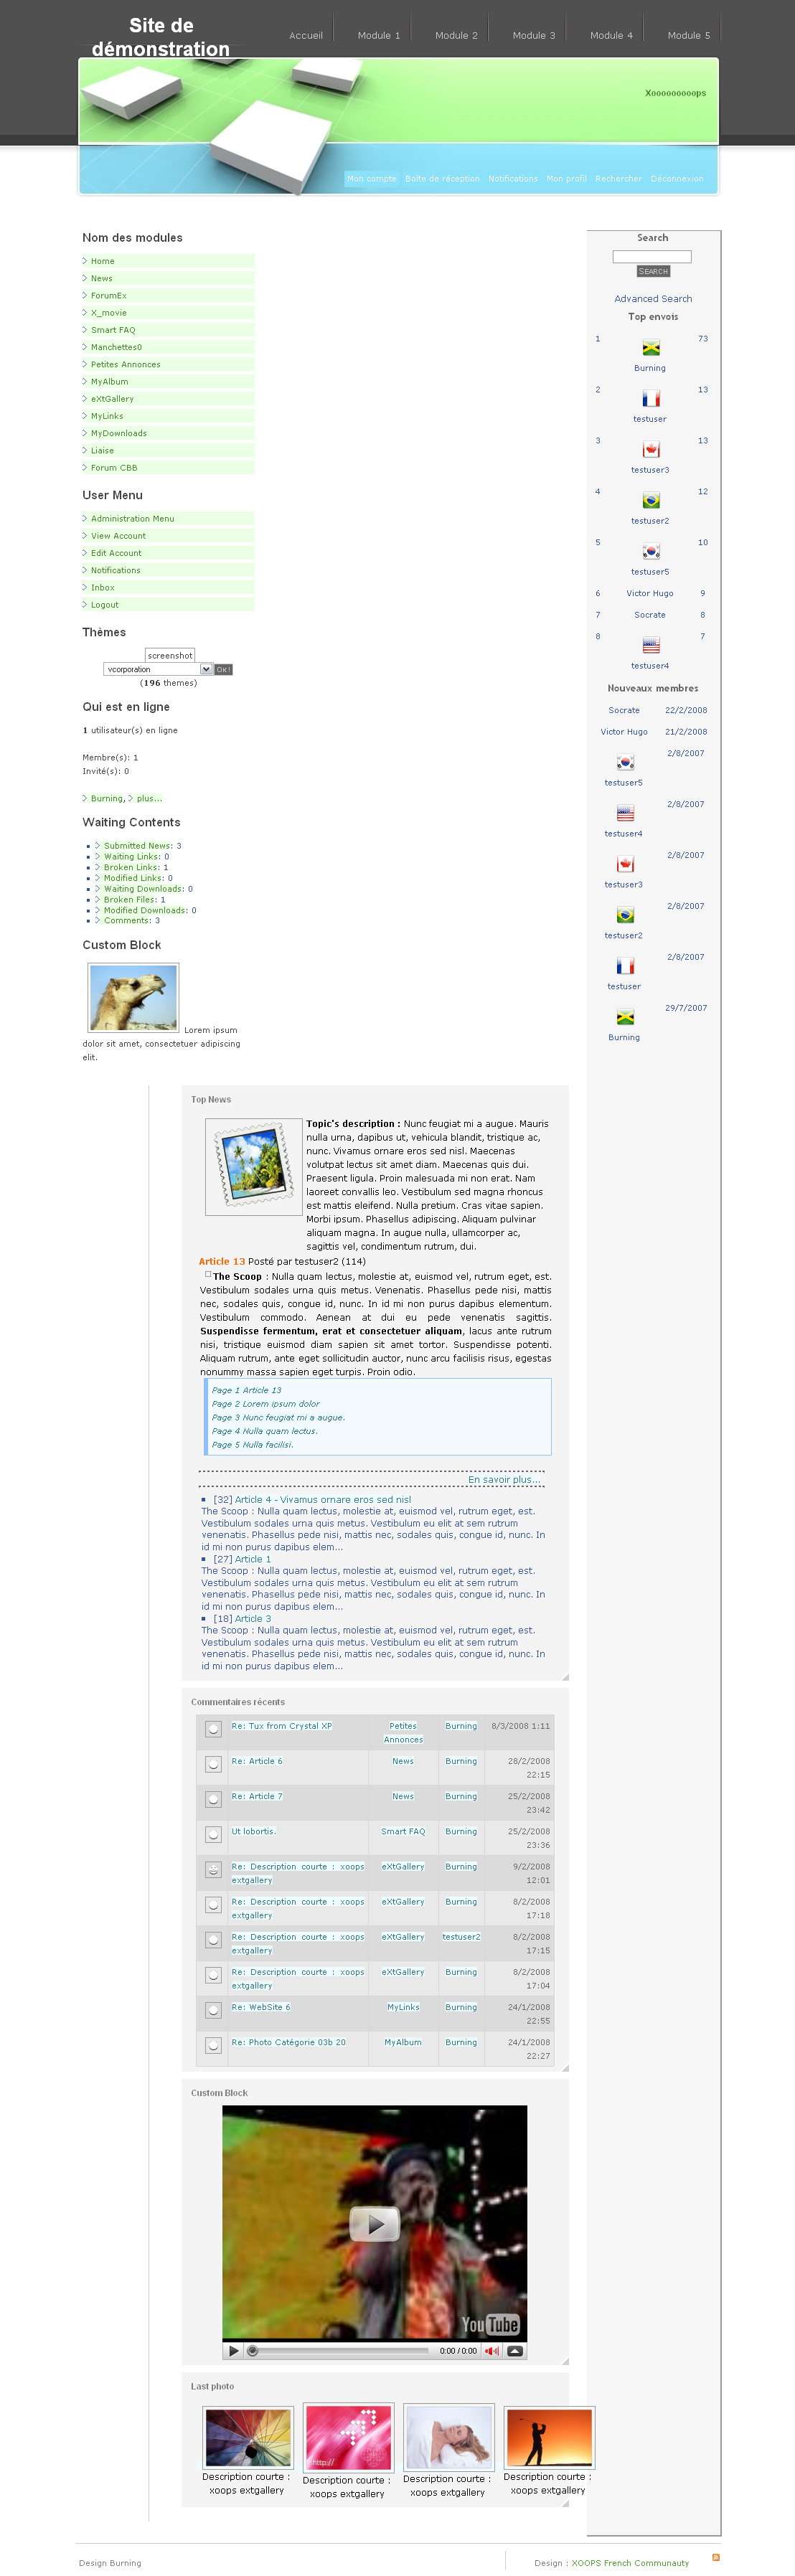 Site de
démonstration
Accueil
Module 1
Module 2
Module 3
Module 4
Module 5
Xoooooooops
Mon compte
Boîte de réception
Notifications
Mon profil
Rechercher
Déconnexion
Nom des modules
Home
News
ForumEx
X_movie
Smart FAQ
Manchettes0
Petites Annonces
MyAlbum
eXtGallery
MyLinks
MyDownloads
Liaise
Forum CBB
User Menu
Administration Menu
View Account
Edit Account
Notifications
Inbox
Logout
Thèmes
screenshot
vcorporation OK!
(196 themes)
Qui est en ligne
1 utilisateur(s) en ligne
Membre(s): 1
Invité(s): 0
Burning, plus...
Waiting Contents
Submitted News: 3
Waiting Links: 0
Broken Links: 1
Modified Links: 0
Waiting Downloads: 0
Broken Files: 1
Modified Downloads: 0
Comments: 3
Custom Block
Lorem ipsum
dolor sit amet, consectetuer adipiscing
elit.
Search
SEARCH
Advanced Search
Top envois
1 73
Burning
2 13
testuser
3 13
testuser3
4 12
testuser2
5 10
testuser5
6 Victor Hugo 9
7 Socrate 8
8 7
testuser4
Nouveaux membres
Socrate 22/2/2008
Victor Hugo 21/2/2008
2/8/2007
testuser5
2/8/2007
testuser4
2/8/2007
testuser3
2/8/2007
testuser2
2/8/2007
testuser
29/7/2007
Burning
Top News
Topic's description : Nunc feugiat mi a augue. Mauris
nulla urna, dapibus ut, vehicula blandit, tristique ac,
nunc. Vivamus ornare eros sed nisl. Maecenas
volutpat lectus sit amet diam. Maecenas quis dui.
Praesent ligula. Proin malesuada mi non erat. Nam
laoreet convallis leo. Vestibulum sed magna rhoncus
est mattis eleifend. Nulla pretium. Cras vitae sapien.
Morbi ipsum. Phasellus adipiscing. Aliquam pulvinar
aliquam magna. In augue nulla, ullamcorper ac,
sagittis vel, condimentum rutrum, dui.
Article 13 Posté par testuser2 (114)
The Scoop : Nulla quam lectus, molestie at, euismod vel, rutrum eget, est.
Vestibulum sodales urna quis metus. Venenatis. Phasellus pede nisi, mattis
nec, sodales quis, congue id, nunc. In id mi non purus dapibus elementum.
Vestibulum commodo. Aenean at dui eu pede venenatis sagittis.
Suspendisse fermentum, erat et consectetuer aliquam, lacus ante rutrum
nisi, tristique euismod diam sapien sit amet tortor. Suspendisse potenti.
Aliquam rutrum, ante eget sollicitudin auctor, nunc arcu facilisis risus, egestas
nonummy massa sapien eget turpis. Proin odio.
Page 1 Article 13
Page 2 Lorem ipsum dolor
Page 3 Nunc feugiat mi a augue.
Page 4 Nulla quam lectus.
Page 5 Nulla facilisi.
En savoir plus...
[32] Article 4 - Vivamus ornare eros sed nisl
The Scoop : Nulla quam lectus, molestie at, euismod vel, rutrum eget, est.
Vestibulum sodales urna quis metus. Vestibulum eu elit at sem rutrum
venenatis. Phasellus pede nisi, mattis nec, sodales quis, congue id, nunc. In
id mi non purus dapibus elem...
[27] Article 1
The Scoop : Nulla quam lectus, molestie at, euismod vel, rutrum eget, est.
Vestibulum sodales urna quis metus. Vestibulum eu elit at sem rutrum
venenatis. Phasellus pede nisi, mattis nec, sodales quis, congue id, nunc. In
id mi non purus dapibus elem...
[18] Article 3
The Scoop : Nulla quam lectus, molestie at, euismod vel, rutrum eget, est.
Vestibulum sodales urna quis metus. Vestibulum eu elit at sem rutrum
venenatis. Phasellus pede nisi, mattis nec, sodales quis, congue id, nunc. In
id mi non purus dapibus elem...
Commentaires récents
Re: Tux from Crystal XP Petites Burning 8/3/2008 1:11
Annonces
Re: Article 6 News Burning 28/2/2008
22:15
Re: Article 7 News Burning 25/2/2008
23:42
Ut lobortis. Smart FAQ Burning 25/2/2008
23:36
Re: Description courte : xoops eXtGallery Burning 9/2/2008
extgallery 12:01
Re: Description courte : xoops eXtGallery Burning 8/2/2008
extgallery 17:18
Re: Description courte : xoops eXtGallery testuser2 8/2/2008
extgallery 17:15
Re: Description courte : xoops eXtGallery Burning 8/2/2008
extgallery 17:04
Re: WebSite 6 MyLinks Burning 24/1/2008
22:55
Re: Photo Catégorie 03b 20 MyAlbum Burning 24/1/2008
22:27
Custom Block
YouTube
0:00 / 0:00
Last photo
http://
Description courte :
xoops extgallery
Description courte :
xoops extgallery
Description courte :
xoops extgallery
Description courte :
xoops extgallery
Design Burning
Design : XOOPS French Communauty